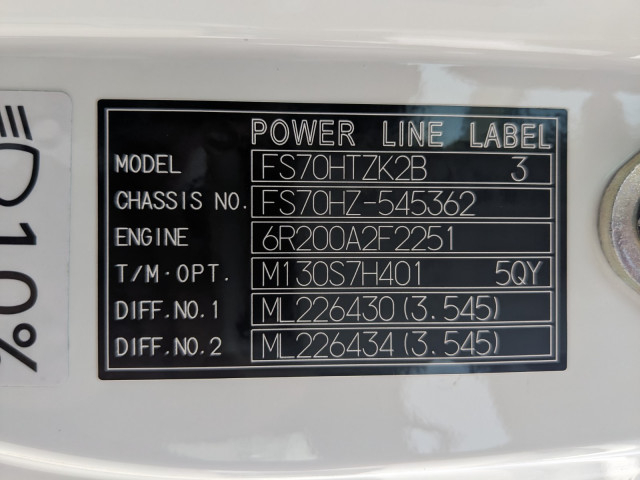 POWER LINE LABEL
MODEL FS70HTZK2B 3
CHASSIS NO. FS70HZ-545362
ENGINE 6R200A2F2251
T/M·OPT. M130S7H401 5QY
DIFF.NO.1 ML226430(3.545)
DIFF.NO.2 ML226434(3.545)
10%